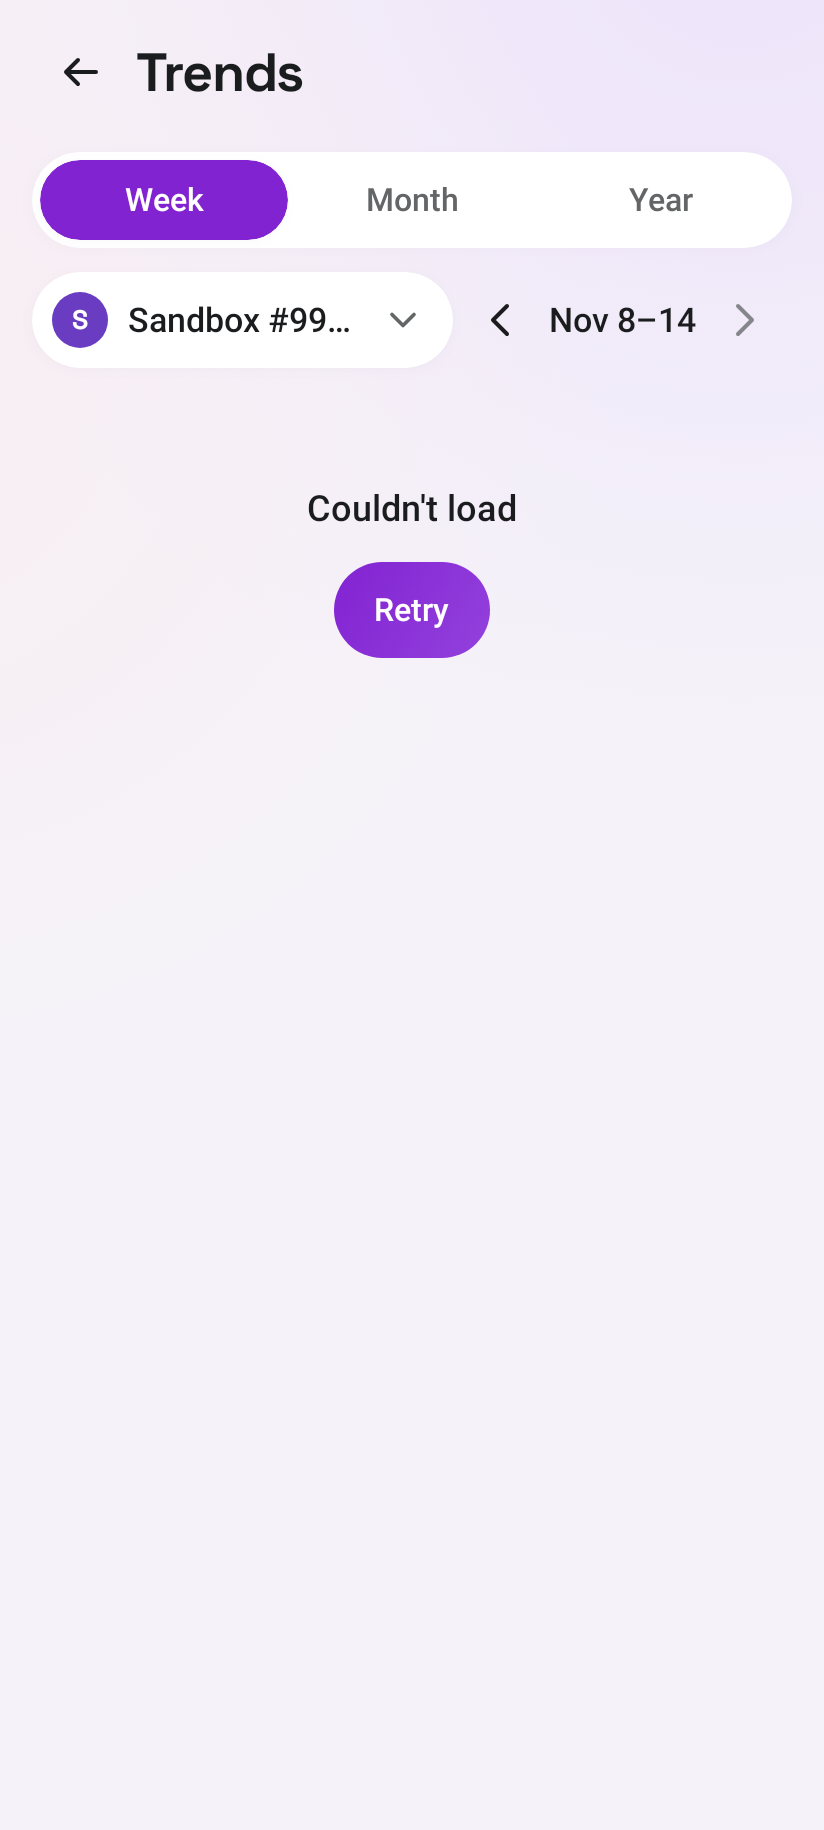 Trends
Week Month Year
S Sandbox #99... Nov 8–14
Couldn't load
Retry